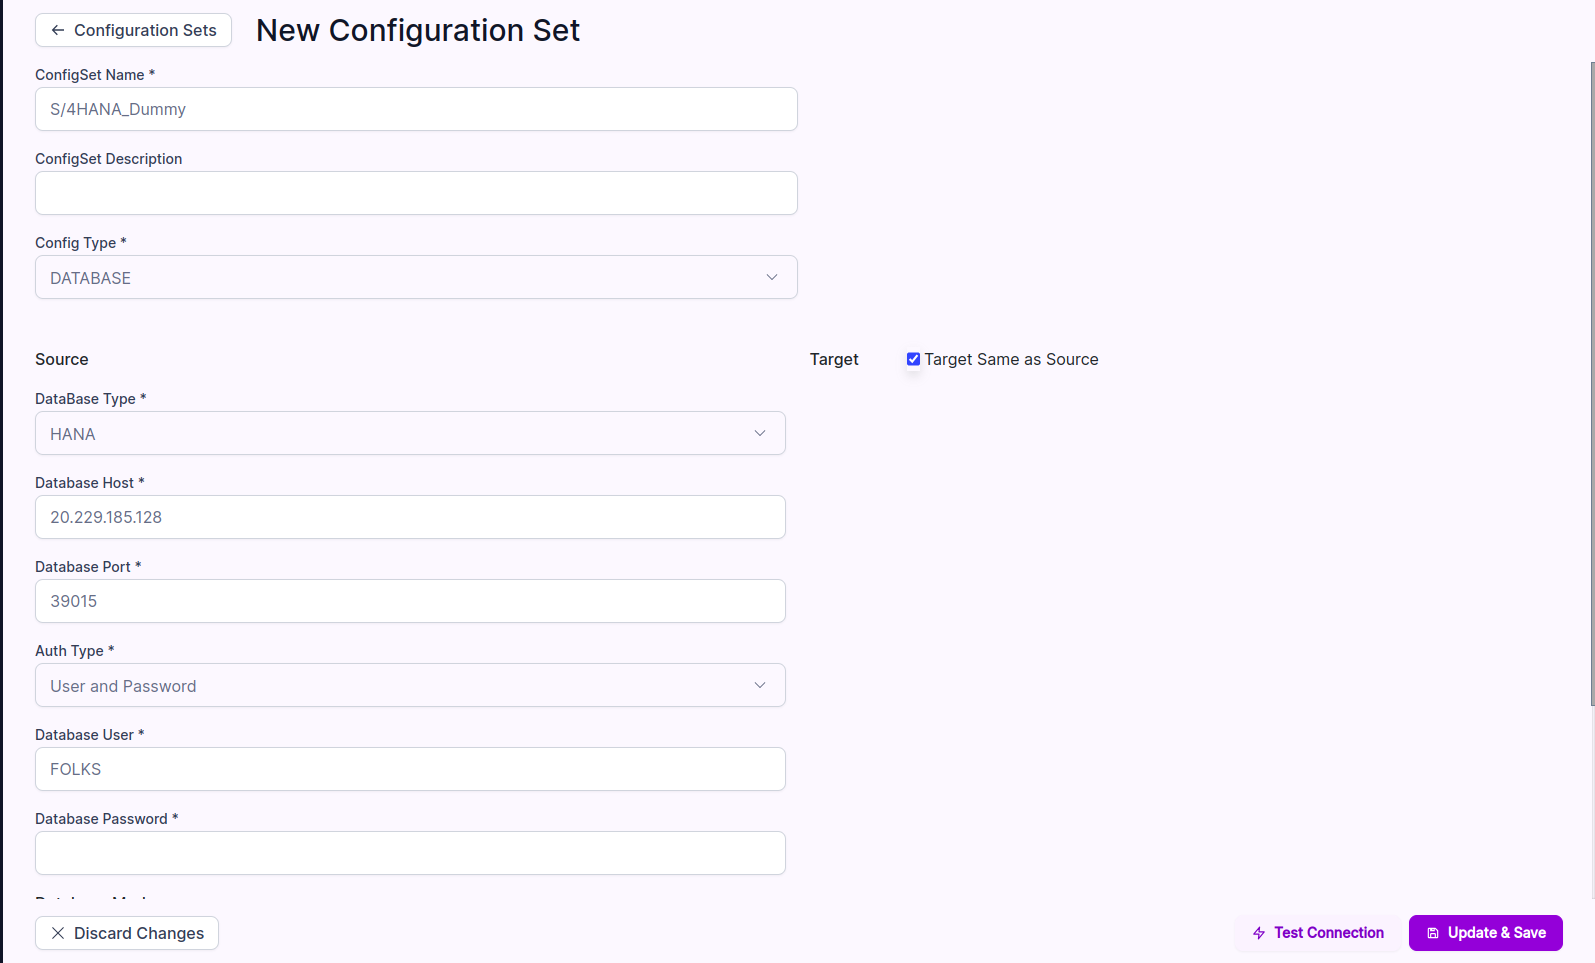 Configuration Sets
New Configuration Set
ConfigSet Name *
S/4HANA_Dummy
ConfigSet Description
Config Type *
DATABASE
Source
Target
Target Same as Source
DataBase Type *
HANA
Database Host *
20.229.185.128
Database Port *
39015
Auth Type *
User and Password
Database User *
FOLKS
Database Password *
Discard Changes
Test Connection
Update & Save